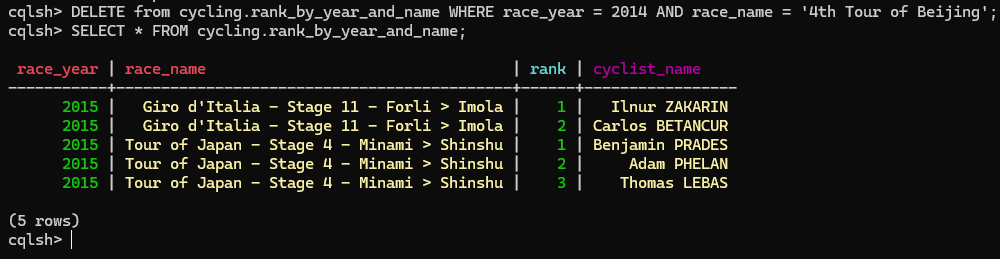 cqlsh> DELETE from cycling.rank_by_year_and_name WHERE race_year = 2014 AND race_name = '4th Tour of Beijing';
cqlsh> SELECT * FROM cycling.rank_by_year_and_name;
race_year | race_name | rank | cyclist_name
-----------+--------------------------------------------+------+-----------------
2015 | Giro d'Italia - Stage 11 - Forli > Imola | 1 | Ilnur ZAKARIN
2015 | Giro d'Italia - Stage 11 - Forli > Imola | 2 | Carlos BETANCUR
2015 | Tour of Japan - Stage 4 - Minami > Shinshu | 1 | Benjamin PRADES
2015 | Tour of Japan - Stage 4 - Minami > Shinshu | 2 | Adam PHELAN
2015 | Tour of Japan - Stage 4 - Minami > Shinshu | 3 | Thomas LEBAS
(5 rows)
cqlsh>